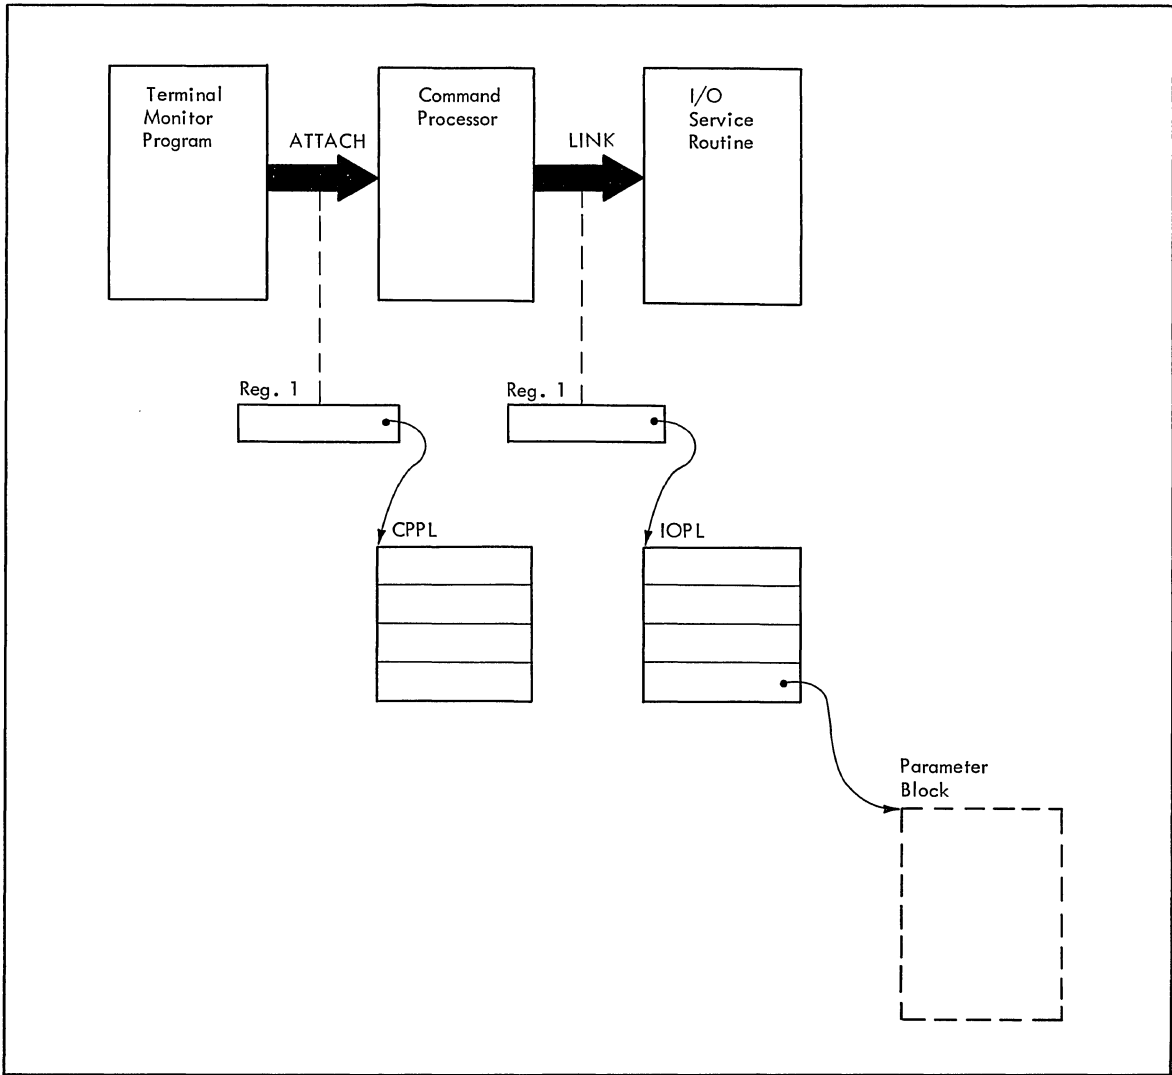 Terminal
Monitor
Program
ATTACH
Command
Processor
LINK
I/O
Service
Routine
Reg. 1
Reg. 1
CPPL
IOPL
Parameter
Block